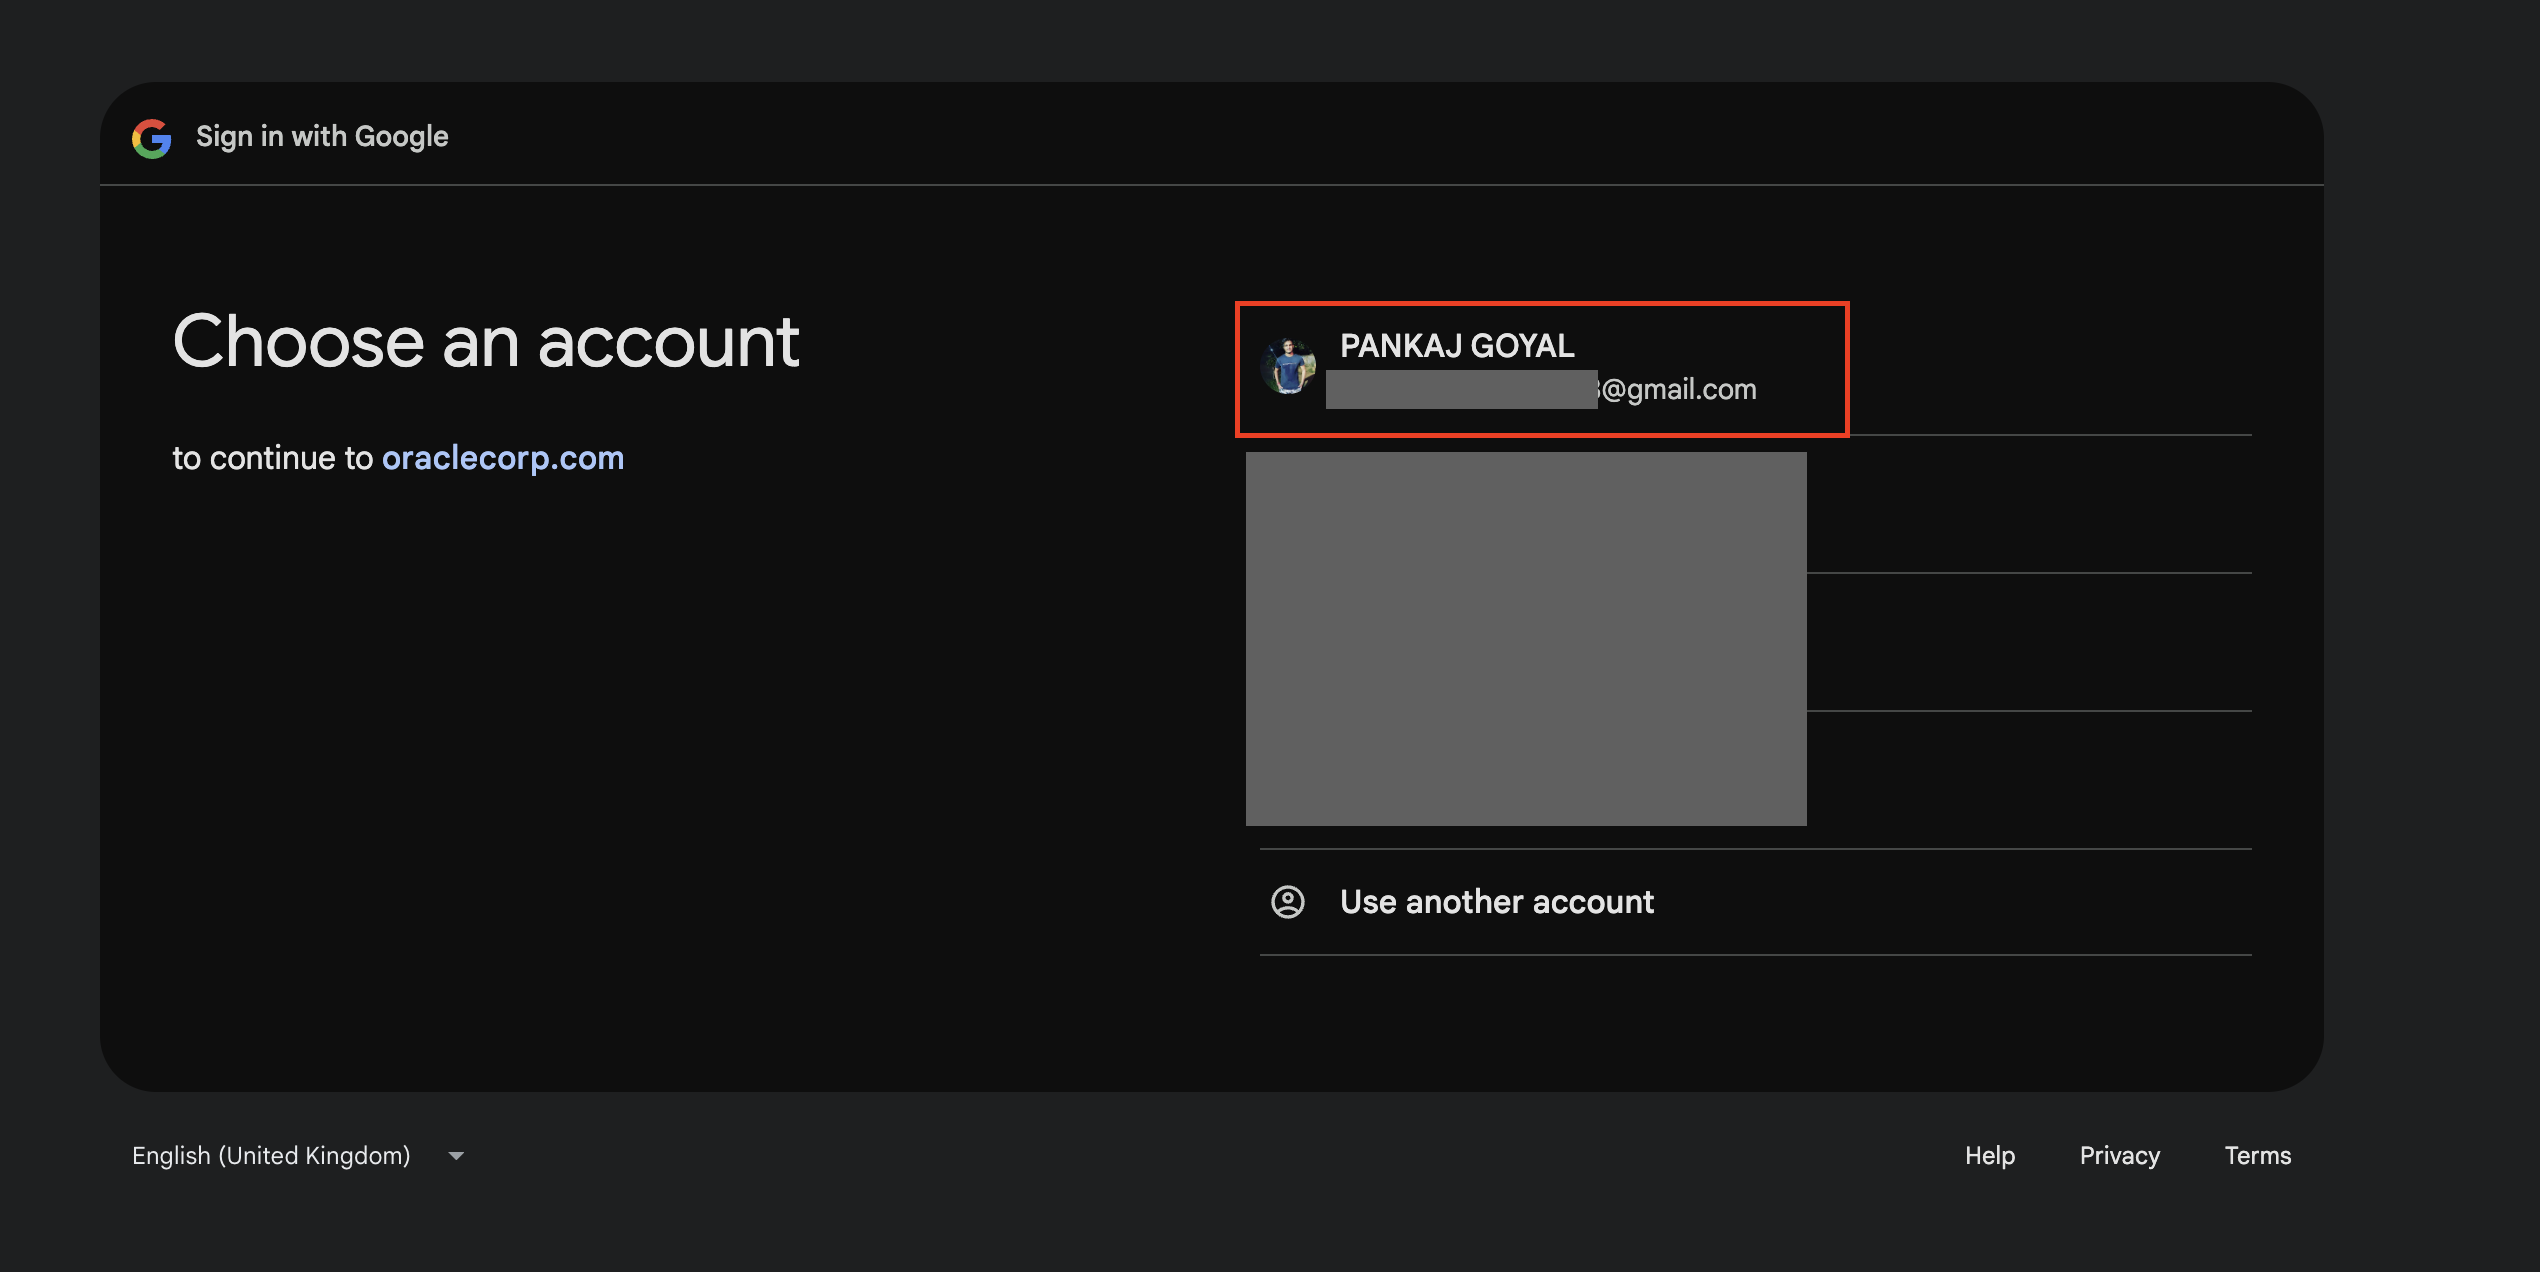 Sign in with Google
Choose an account
to continue to oraclecorp.com
PANKAJ GOYAL
@gmail.com
Use another account
English (United Kingdom)
Help
Privacy
Terms